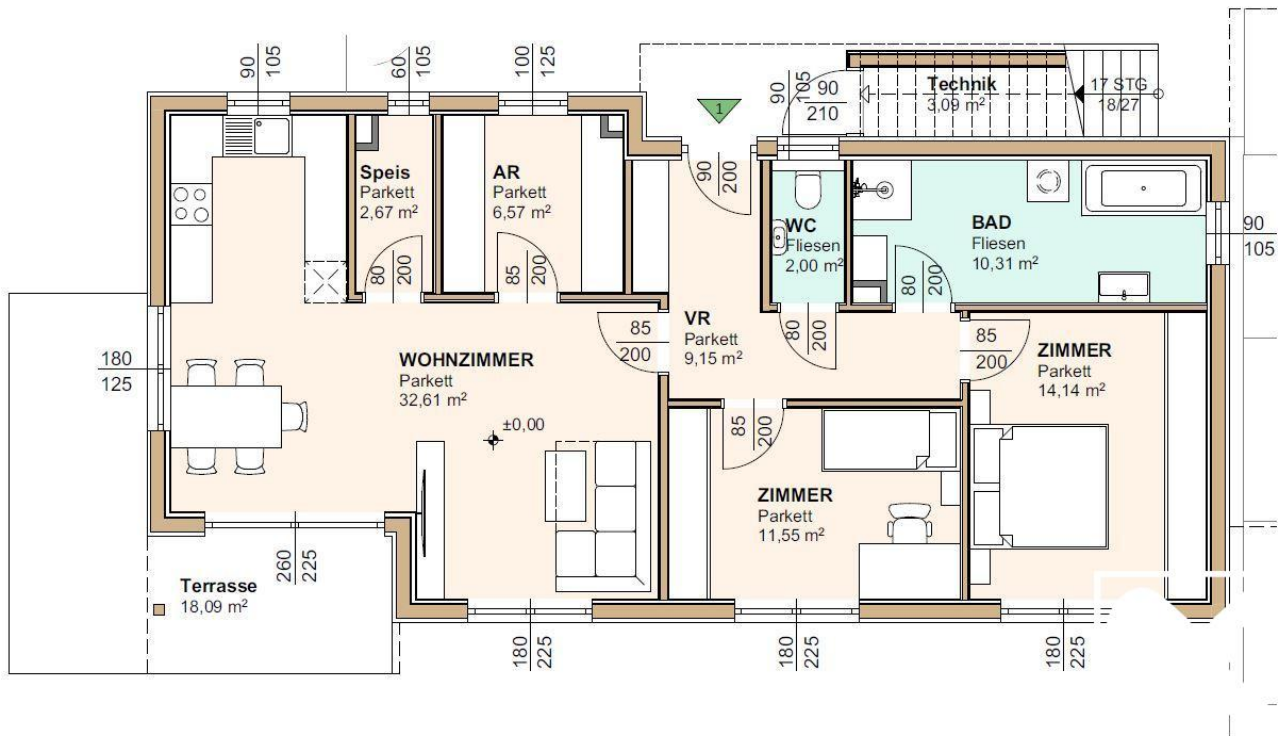 90
105
60
105
100
125
90
105
90
210
Technik
3,09 m²
17 STG
18/27
1
Speis
Parkett
2,67 m²
AR
Parkett
6,57 m²
90
200
WC
Fliesen
2,00 m²
BAD
Fliesen
10,31 m²
90
105
80
200
85
200
80
200
180
125
WOHNZIMMER
Parkett
32,61 m²
85
200
VR
Parkett
9,15 m²
80
200
85
200
ZIMMER
Parkett
14,14 m²
±0,00
85
200
ZIMMER
Parkett
11,55 m²
260
225
Terrasse
18,09 m²
180
225
180
225
180
225